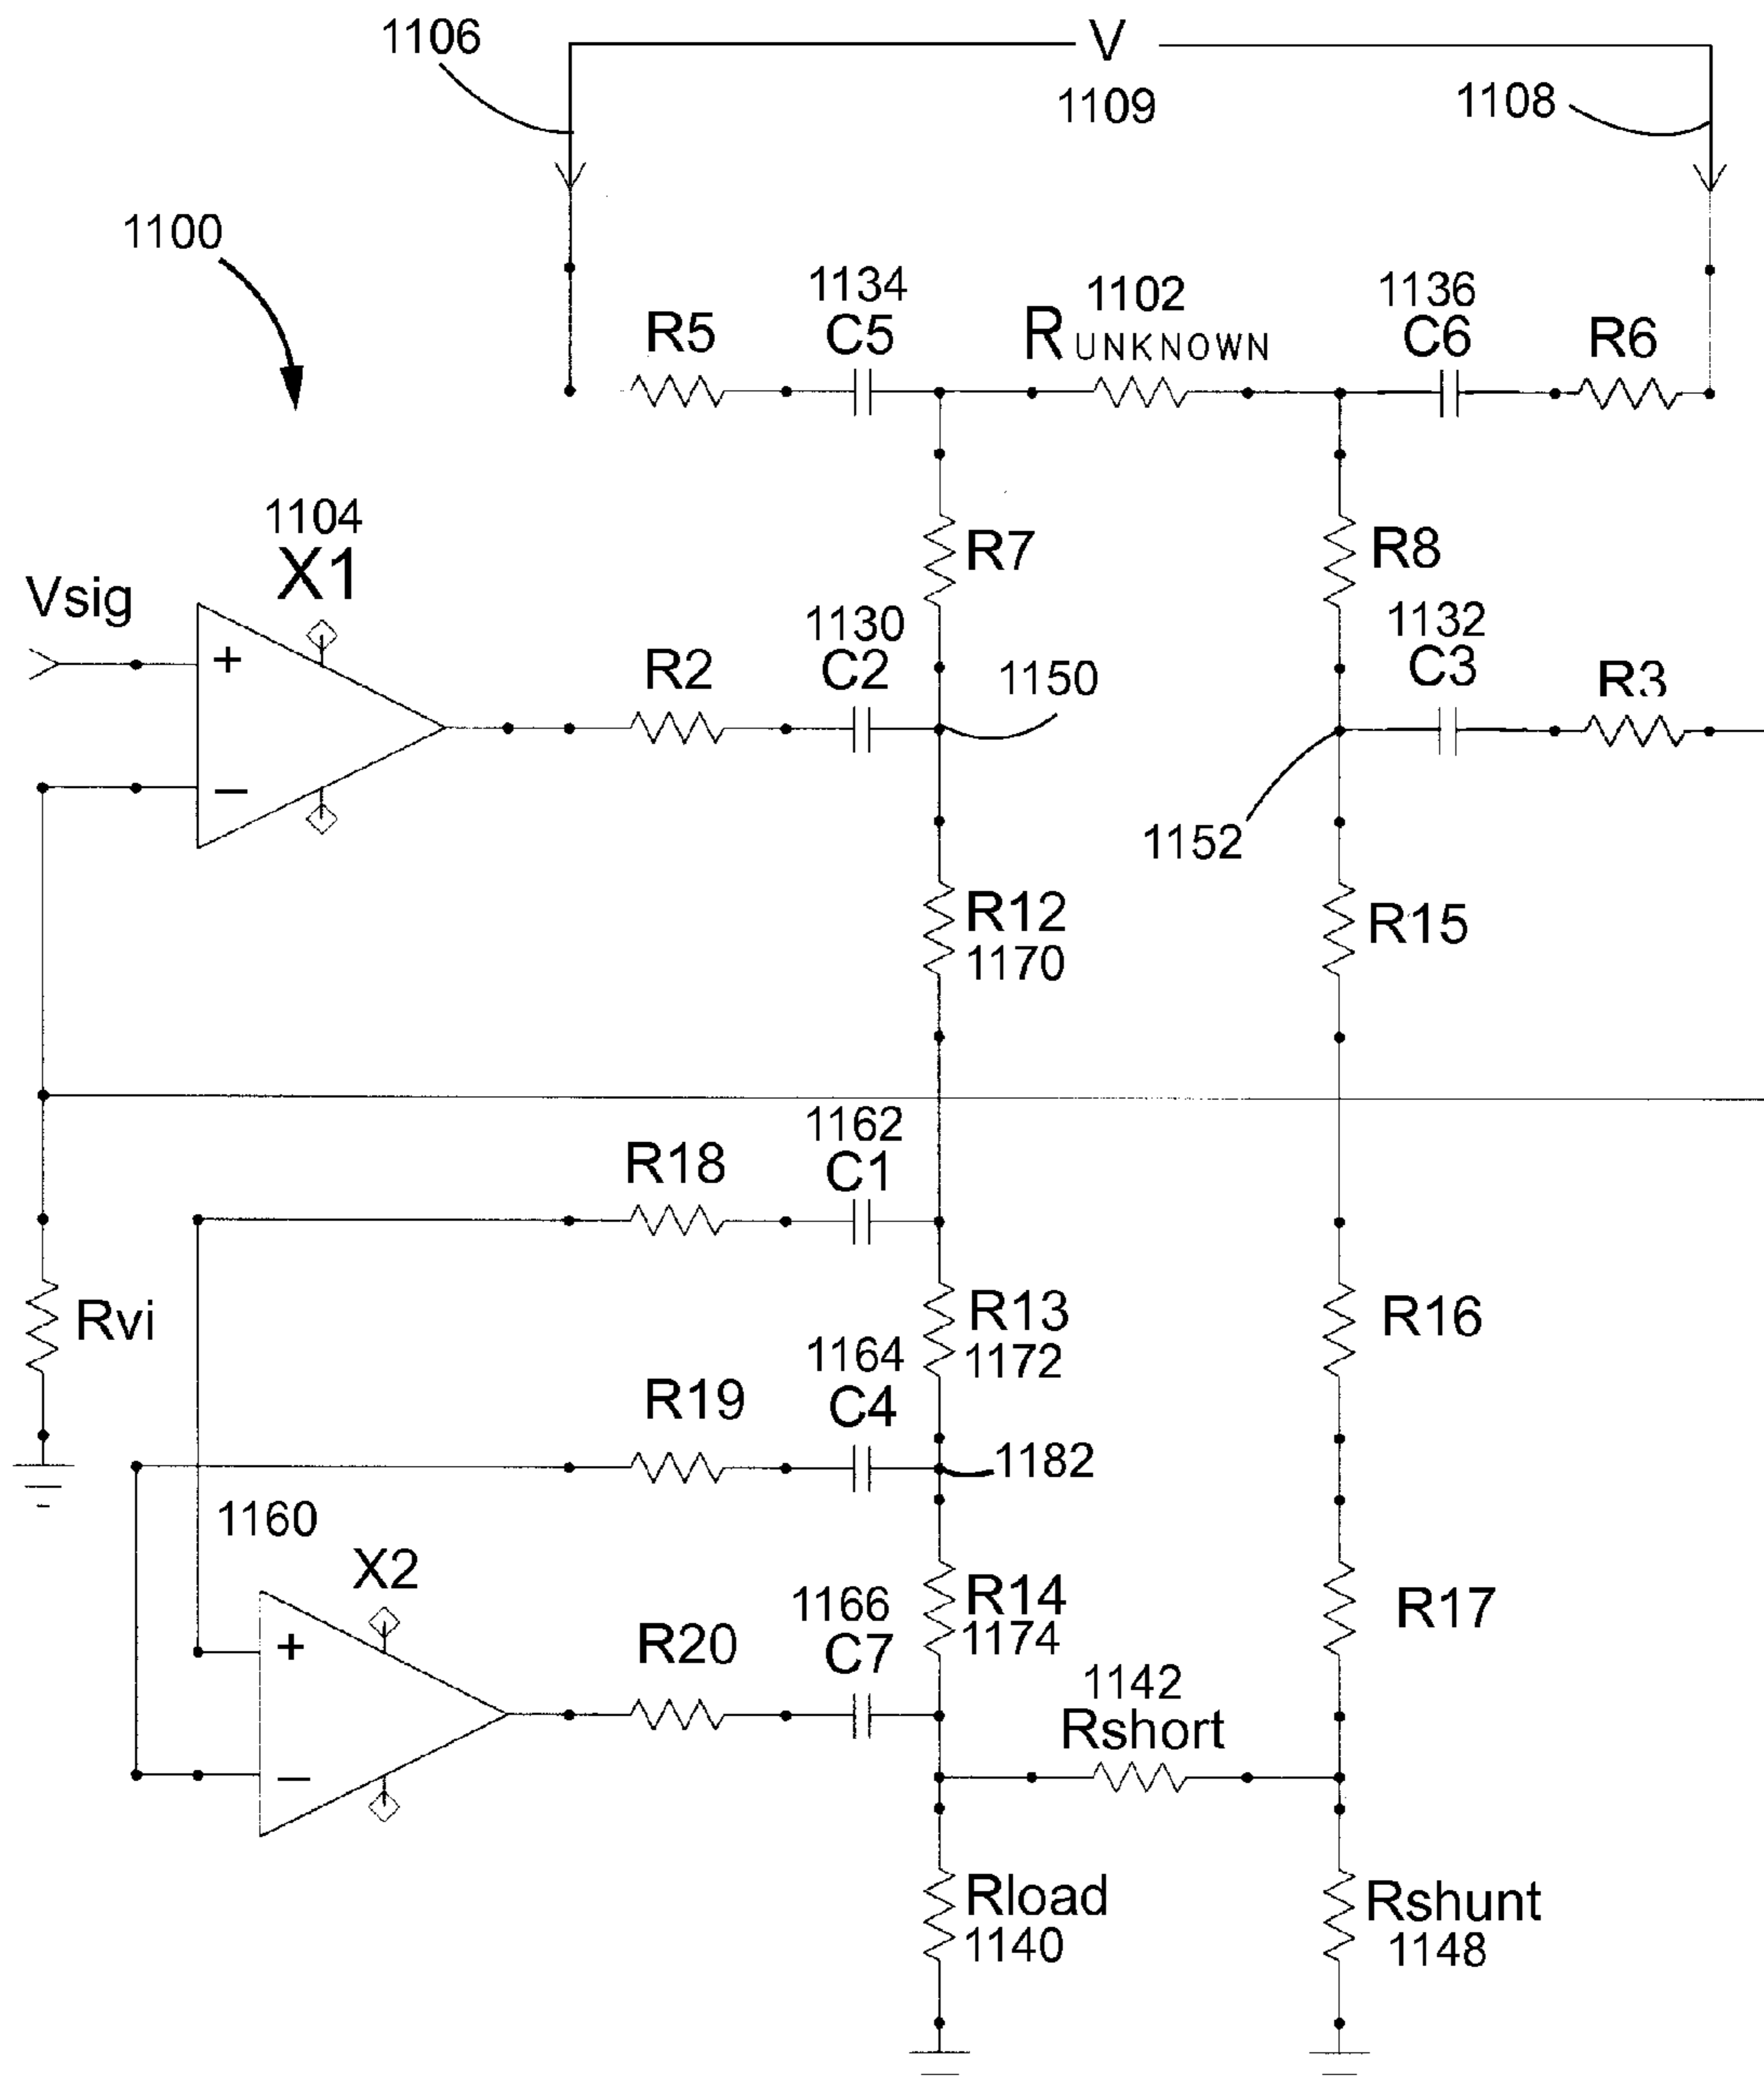 1106
V
1109
1108
1100
R5
1134
C5
1102
R UNKNOWN
1136
C6
R6
1104
X1
Vsig
+
−
R7
R8
R2
1130
C2
1150
1132
C3
R3
1152
R12
1170
R15
R18
1162
C1
Rvi
R13
1172
R16
R19
1164
C4
1182
1160
X2
+
−
R20
1166
C7
R14
1174
R17
1142
Rshort
Rload
1140
Rshunt
1148